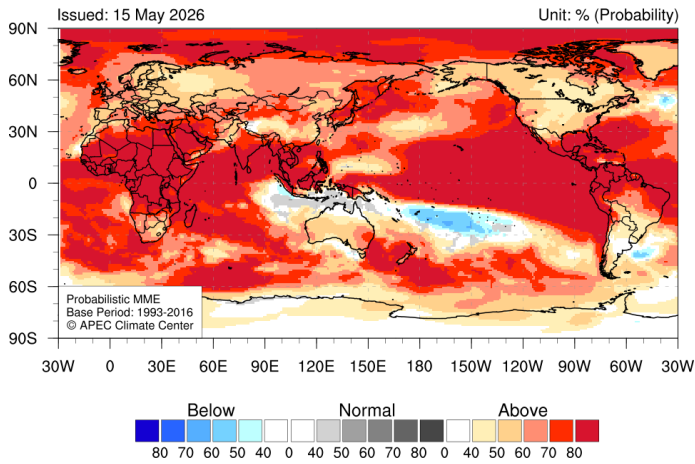 Issued: 15 May 2026 Unit: % (Probability)
90N
60N
30N
0
30S
60S
90S
Probabilistic MME
Base Period: 1993-2016
© APEC Climate Center
30W 0 30E 60E 90E 120E 150E 180 150W 120W 90W 60W 30W
Below Normal Above
80 70 60 50 40 0 40 50 60 70 80 0 40 50 60 70 80